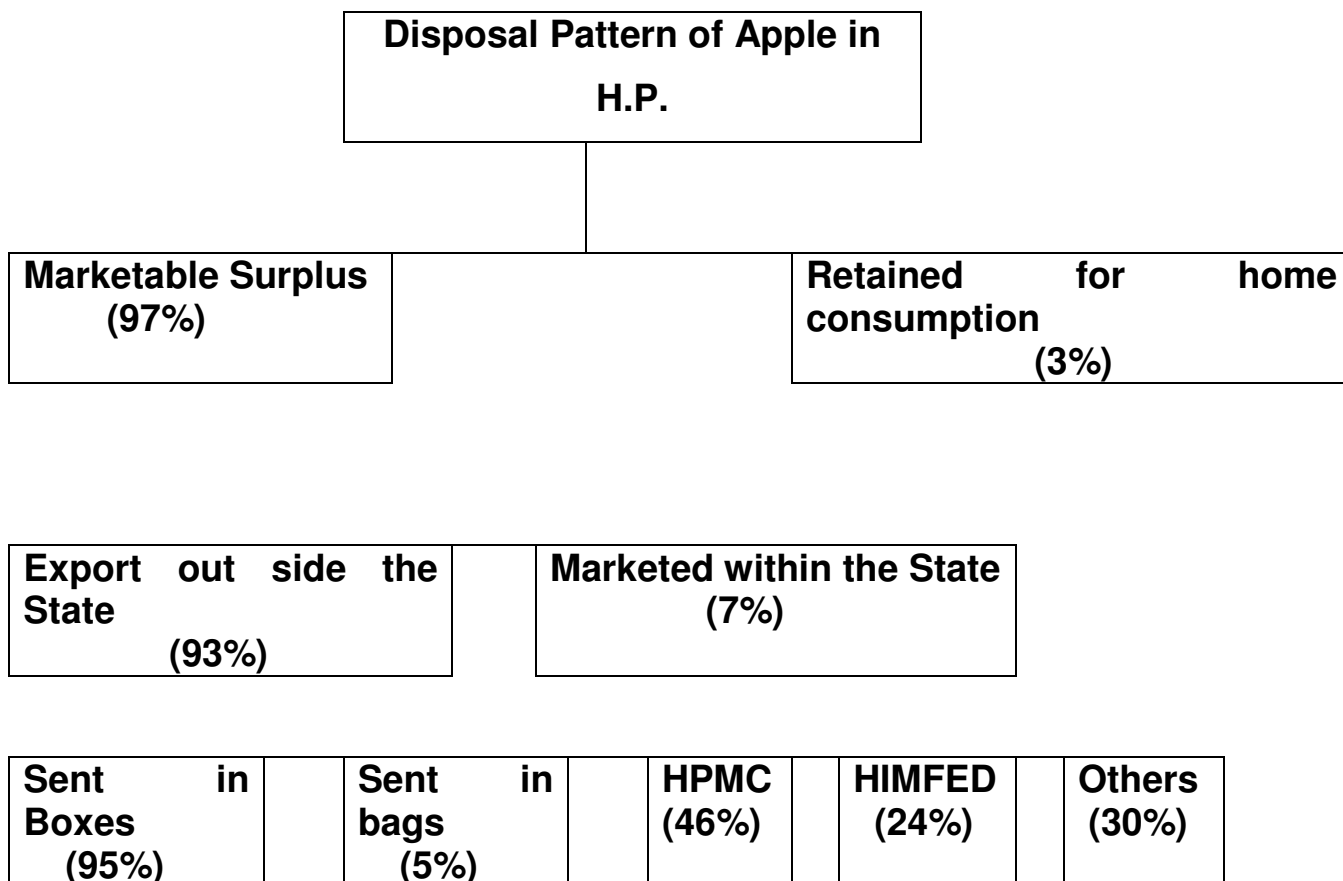 Disposal Pattern of Apple in
H.P.
Marketable Surplus
(97%)
Retained for home
consumption
(3%)
Export out side the
State
(93%)
Marketed within the State
(7%)
Sent in
Boxes
(95%)
Sent in
bags
(5%)
HPMC
(46%)
HIMFED
(24%)
Others
(30%)